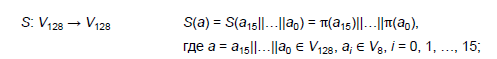 S: V₁₂₈ → V₁₂₈ S(a) = S(a₁₅||…||a₀) = π(a₁₅)||…||π(a₀),
где a = a₁₅||…||a₀ ∈ V₁₂₈, aᵢ ∈ V₈, i = 0, 1, …, 15;